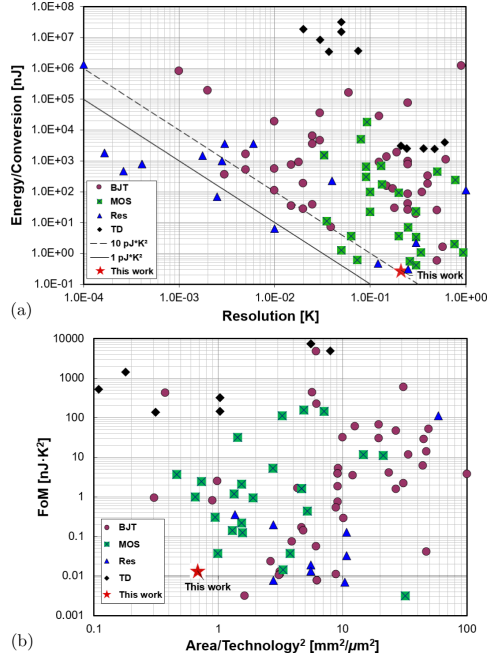 1.0E+08
1.0E+07
1.0E+06
1.0E+05
1.0E+04
1.0E+03
1.0E+02
1.0E+01
1.0E+00
1.0E-01
Energy/Conversion [nJ]
BJT
MOS
Res
TD
10 pJ*K²
1 pJ*K²
This work
This work
1.0E-04 1.0E-03 1.0E-02 1.0E-01 1.0E+00
Resolution [K]
(a)
10000
1000
100
10
1
0.1
0.01
0.001
FoM [nJ·K²]
BJT
MOS
Res
TD
This work
This work
0.1 1 10 100
Area/Technology² [mm²/µm²]
(b)